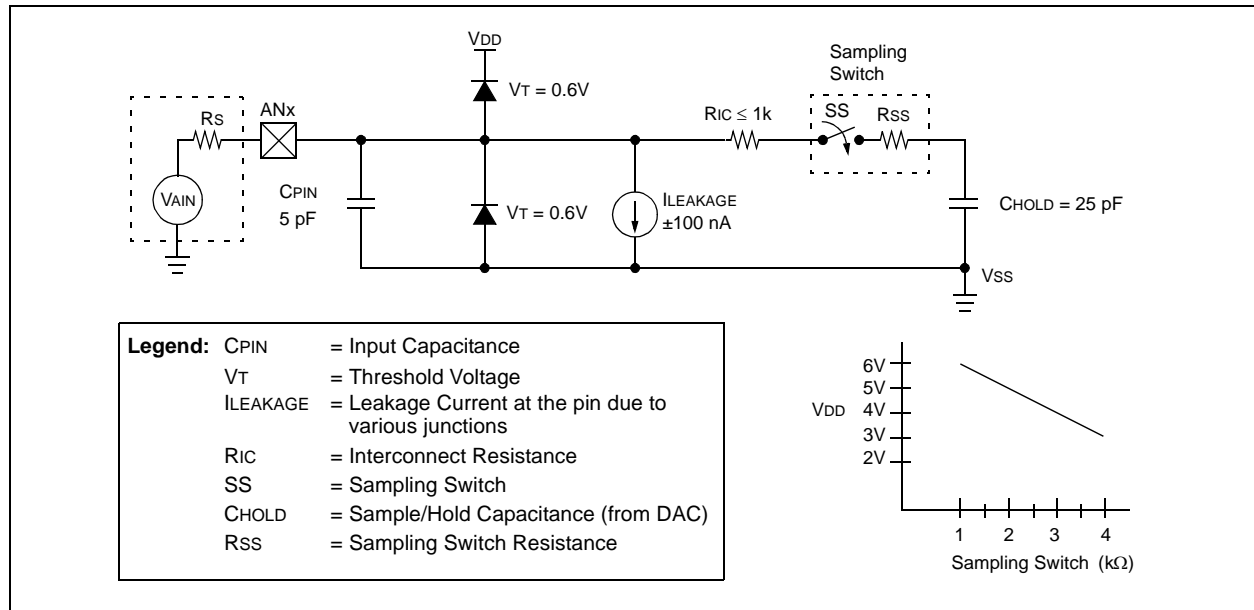 VDD
Sampling
Switch
VT = 0.6V
RS
ANx
RIC ≤ 1k
SS
RSS
VAIN
CPIN
5 pF
VT = 0.6V
ILEAKAGE
±100 nA
CHOLD = 25 pF
VSS
Legend: CPIN = Input Capacitance
VT = Threshold Voltage
ILEAKAGE = Leakage Current at the pin due to
various junctions
RIC = Interconnect Resistance
SS = Sampling Switch
CHOLD = Sample/Hold Capacitance (from DAC)
RSS = Sampling Switch Resistance
6V
5V
VDD 4V
3V
2V
1 2 3 4
Sampling Switch (kΩ)